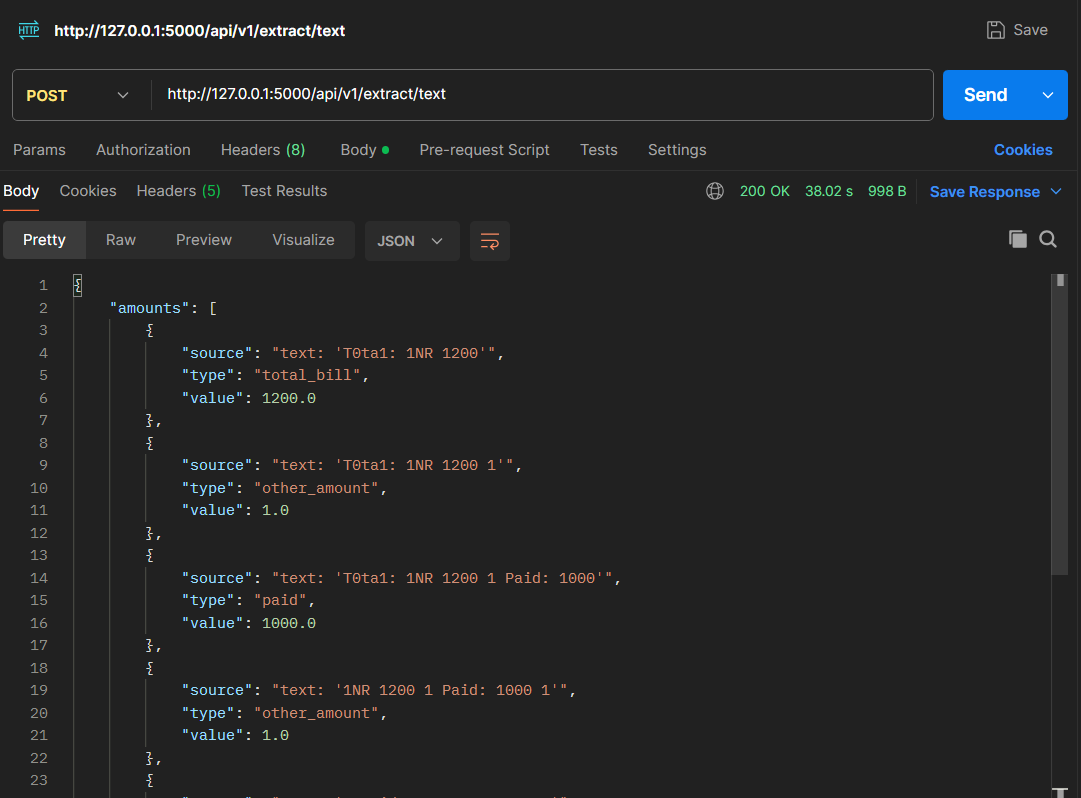 HTTP http://127.0.0.1:5000/api/v1/extract/text Save
POST http://127.0.0.1:5000/api/v1/extract/text Send
Params Authorization Headers (8) Body Pre-request Script Tests Settings Cookies
Body Cookies Headers (5) Test Results 200 OK 38.02 s 998 B Save Response
Pretty Raw Preview Visualize JSON
1 {
2 "amounts": [
3 {
4 "source": "text: 'T0ta1: 1NR 1200'",
5 "type": "total_bill",
6 "value": 1200.0
7 },
8 {
9 "source": "text: 'T0ta1: 1NR 1200 1'",
10 "type": "other_amount",
11 "value": 1.0
12 },
13 {
14 "source": "text: 'T0ta1: 1NR 1200 1 Paid: 1000'",
15 "type": "paid",
16 "value": 1000.0
17 },
18 {
19 "source": "text: '1NR 1200 1 Paid: 1000 1'",
20 "type": "other_amount",
21 "value": 1.0
22 },
23 {